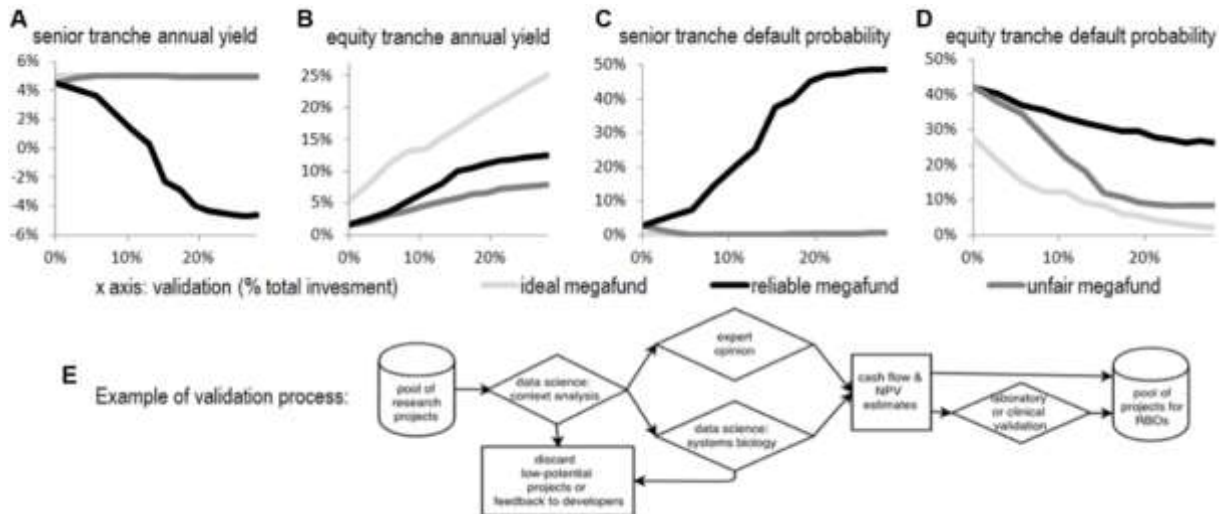 A B C D
senior tranche annual yield equity tranche annual yield senior tranche default probability equity tranche default probability
6%
4%
2%
0%
-2%
-4%
-6%
0% 10% 20%
25%
20%
15%
10%
5%
0%
0% 10% 20%
50%
40%
30%
20%
10%
0%
0% 10% 20%
50%
40%
30%
20%
10%
0%
0% 10% 20%
x axis: validation (% total invesment) ideal megafund reliable megafund unfair megafund
E Example of validation process:
pool of
research
projects
data science:
context analysis
expert
opinion
data science:
systems biology
discard
low-potential
projects or
feedback to developers
cash flow &
NPV
estimates
laboratory
or clinical
validation
pool of
projects for
RBOs